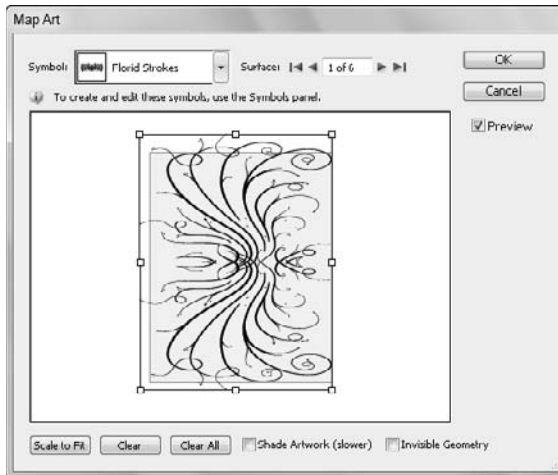 Map Art
Symbol: Florid Strokes Surface: 1 of 6 OK
To create and edit these symbols, use the Symbols panel. Cancel
Preview
Scale to Fit Clear Clear All Shade Artwork (slower) Invisible Geometry